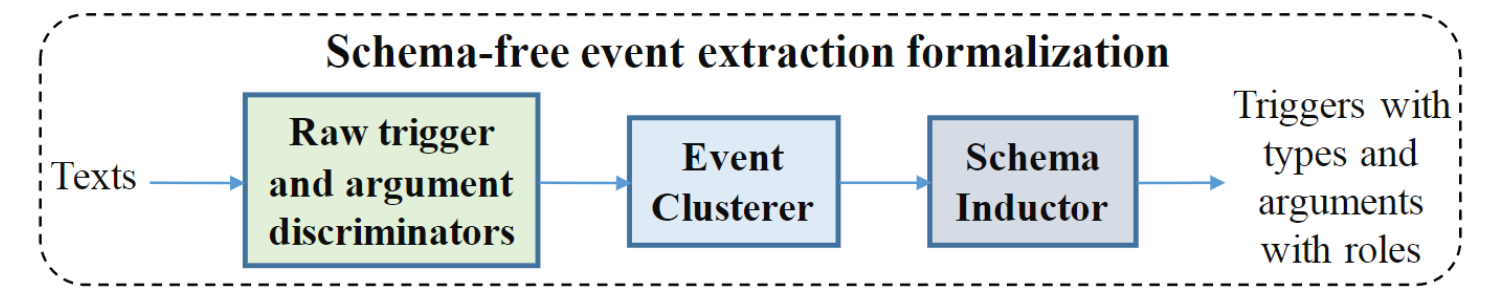 Schema-free event extraction formalization
Texts
Raw trigger
and argument
discriminators
Event
Clusterer
Schema
Inductor
Triggers with
types and
arguments
with roles